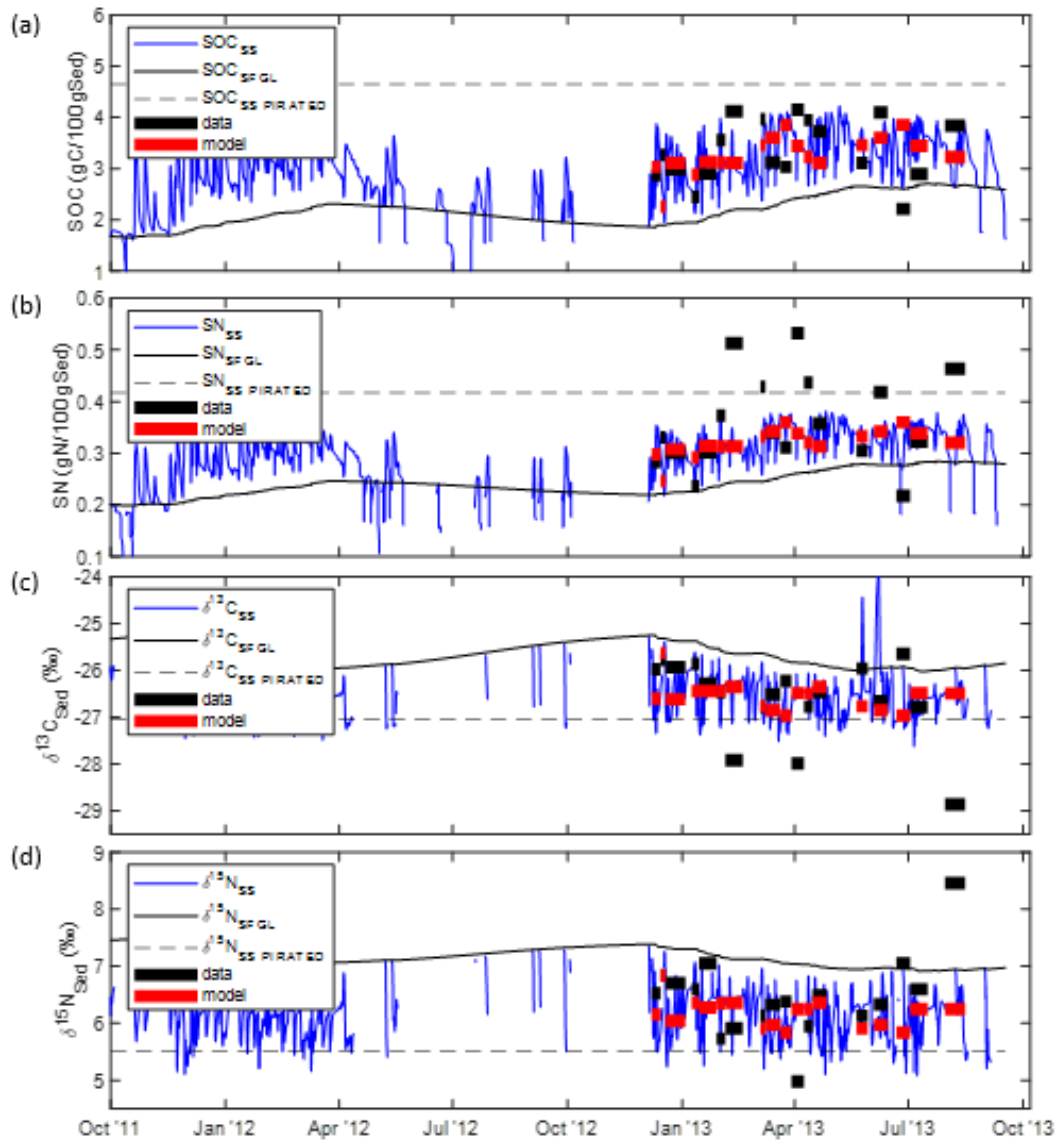 (a)
SOC (gC/100gSed)
6
5
4
3
2
1
SOC_SS
SOC_SFGL
SOC_SS PIRATED
data
model
(b)
SN (gN/100gSed)
0.6
0.5
0.4
0.3
0.2
0.1
SN_SS
SN_SFGL
SN_SS PIRATED
data
model
(c)
δ¹³C_Sed (‰)
-24
-25
-26
-27
-28
-29
δ¹³C_SS
δ¹³C_SFGL
δ¹³C_SS PIRATED
data
model
(d)
δ¹⁵N_Sed (‰)
9
8
7
6
5
δ¹⁵N_SS
δ¹⁵N_SFGL
δ¹⁵N_SS PIRATED
data
model
Oct '11 Jan '12 Apr '12 Jul '12 Oct '12 Jan '13 Apr '13 Jul '13 Oct '13